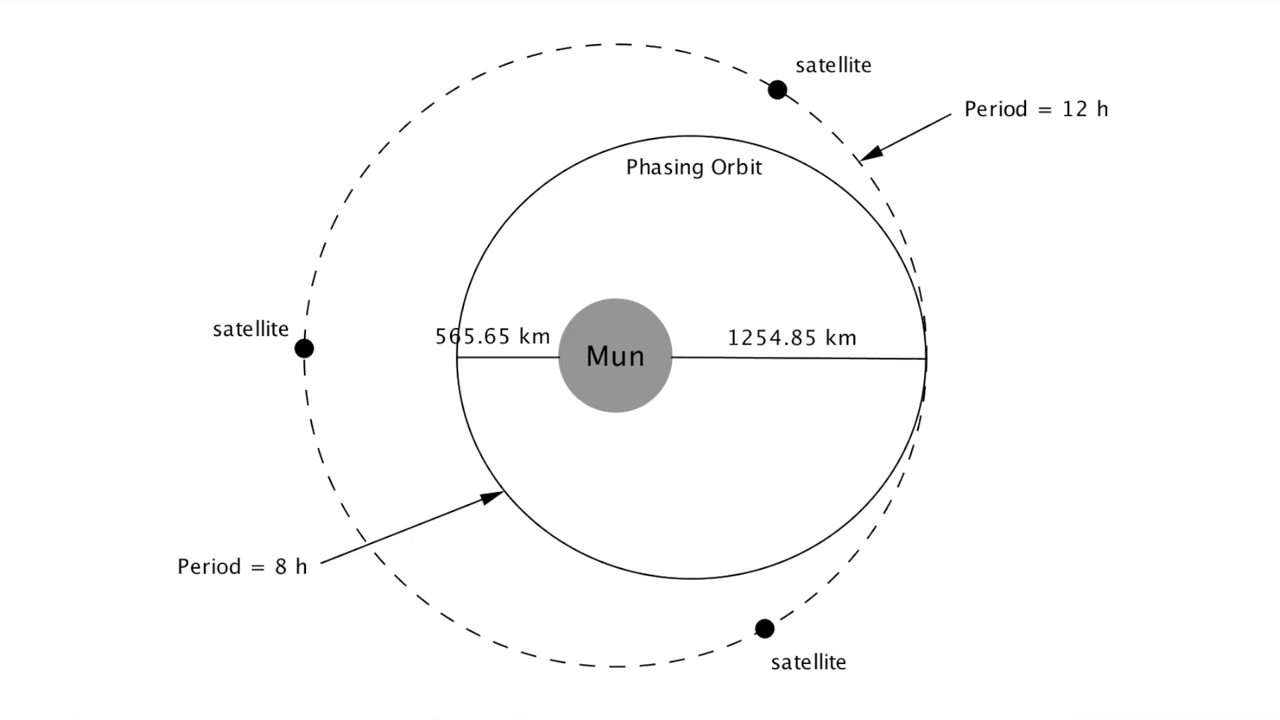 satellite
Period = 12 h
Phasing Orbit
satellite
565.65 km
1254.85 km
Mun
Period = 8 h
satellite